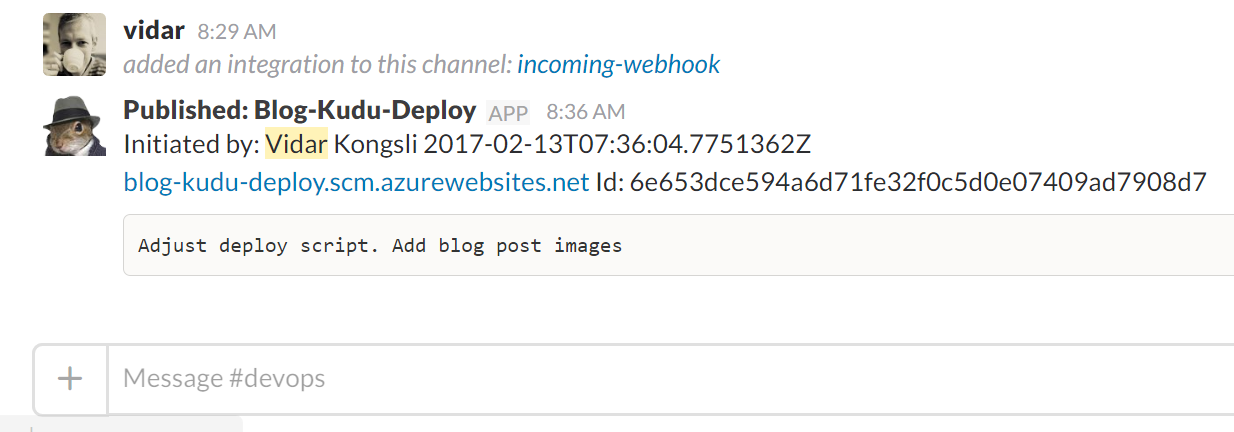 vidar 8:29 AM
added an integration to this channel: incoming-webhook
Published: Blog-Kudu-Deploy APP 8:36 AM
Initiated by: Vidar Kongsli 2017-02-13T07:36:04.7751362Z
blog-kudu-deploy.scm.azurewebsites.net Id: 6e653dce594a6d71fe32f0c5d0e07409ad7908d7
Adjust deploy script. Add blog post images
+ Message #devops